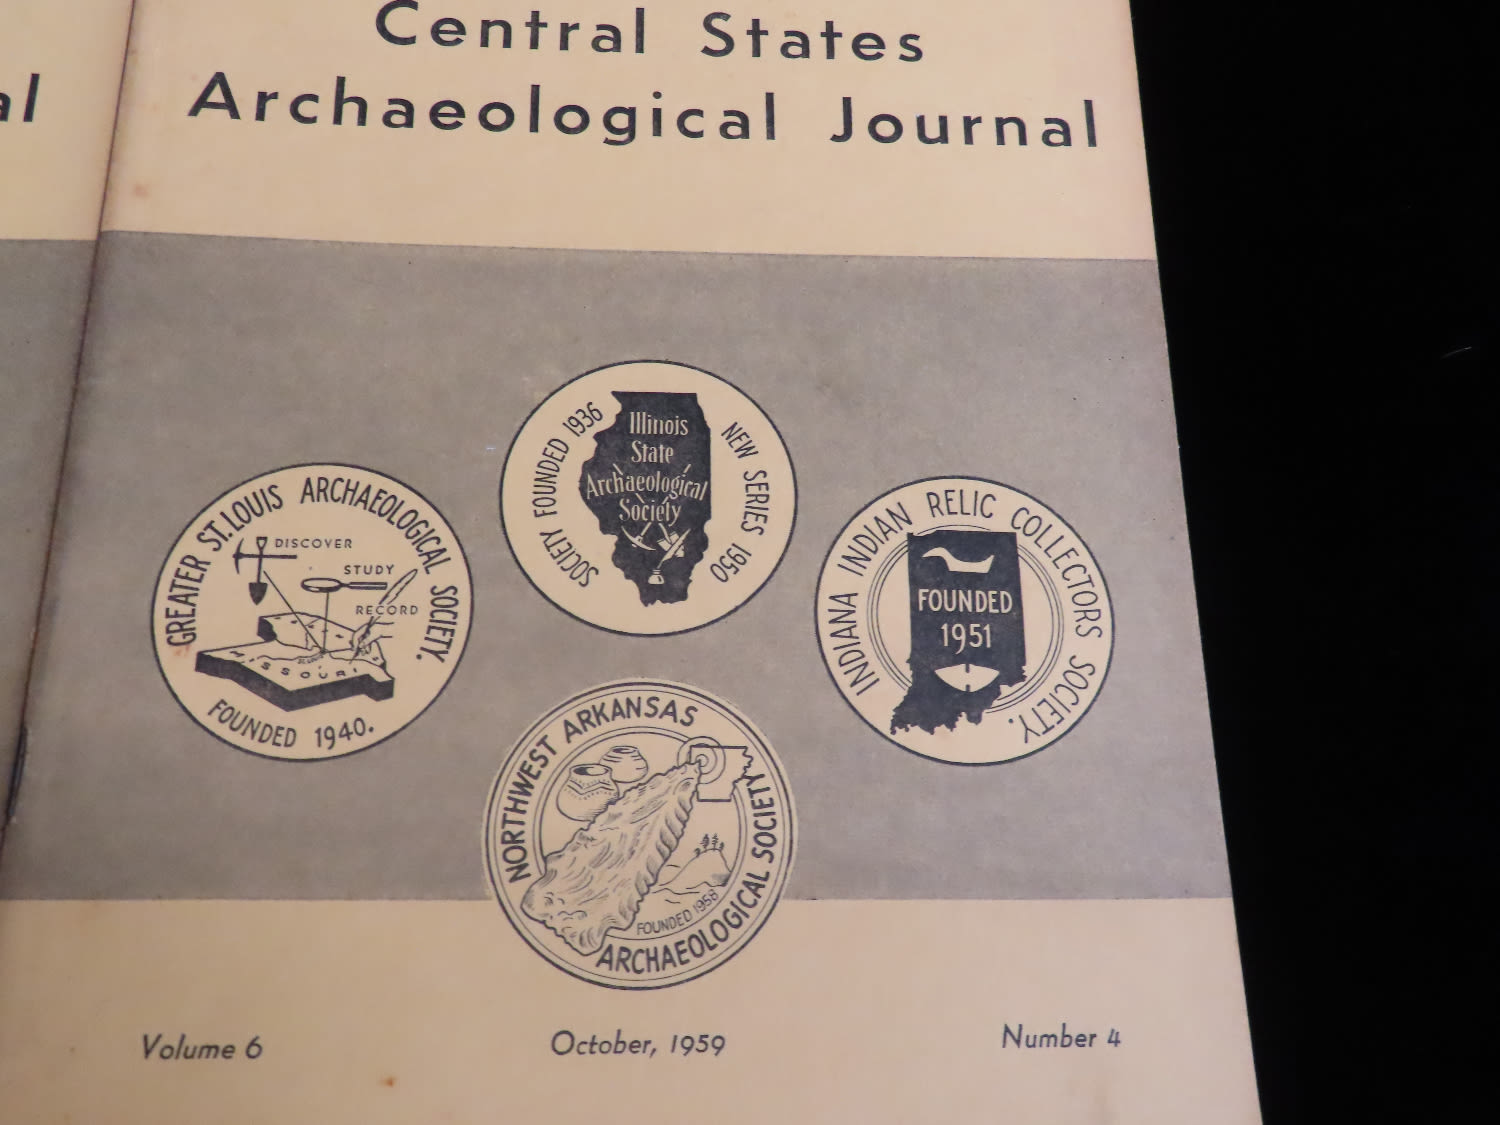 Central States
al
Archaeological Journal
SOCIETY FOUNDED 1936
NEW SERIES 1950
Illinois
State
Archaeological
Society
GREATER ST. LOUIS ARCHAEOLOGICAL SOCIETY.
DISCOVER
STUDY
RECORD
MISSOURI
FOUNDED 1940.
INDIANA INDIAN RELIC COLLECTORS SOCIETY.
FOUNDED
1951
NORTHWEST ARKANSAS
ARCHAEOLOGICAL SOCIETY
FOUNDED 1958
Volume 6
October, 1959
Number 4